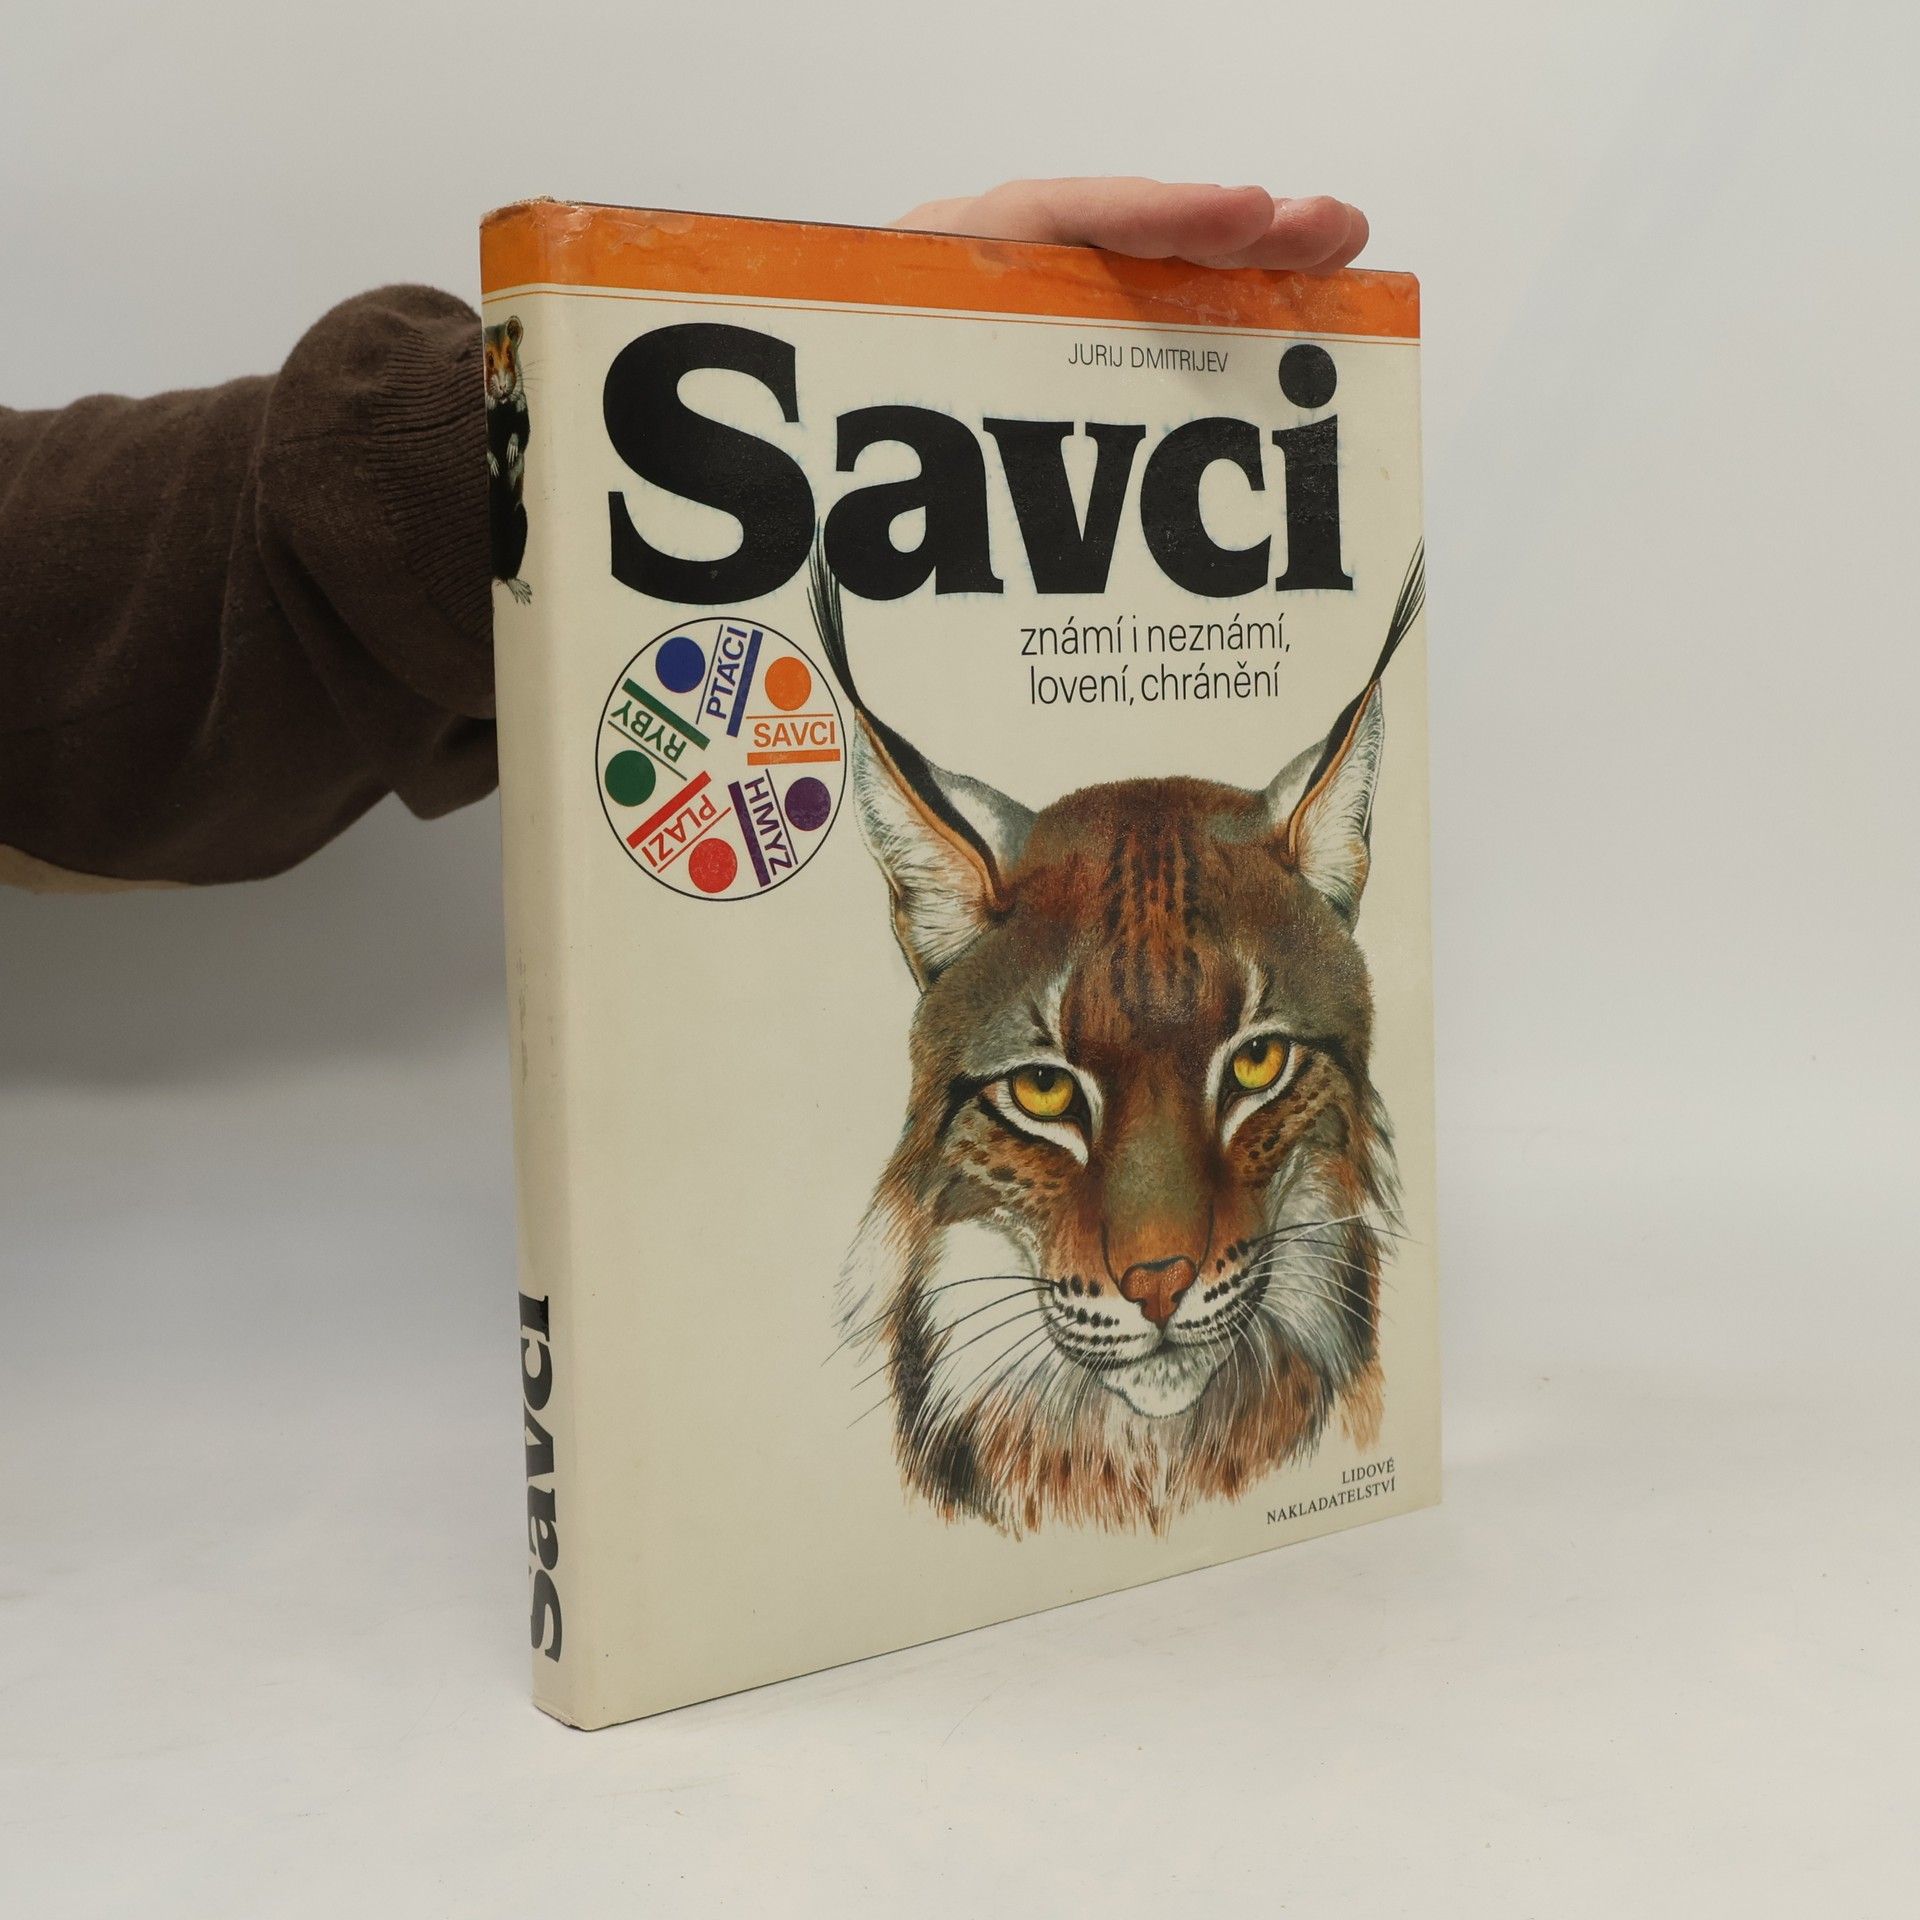 JURIJ DMITRIJEV
Savci
známí i neznámí,
lovení, chránění
PTÁCI
SAVCI
HMYZ
PLAZI
RYBY
LIDOVÉ
NAKLADATELSTVÍ
Savci